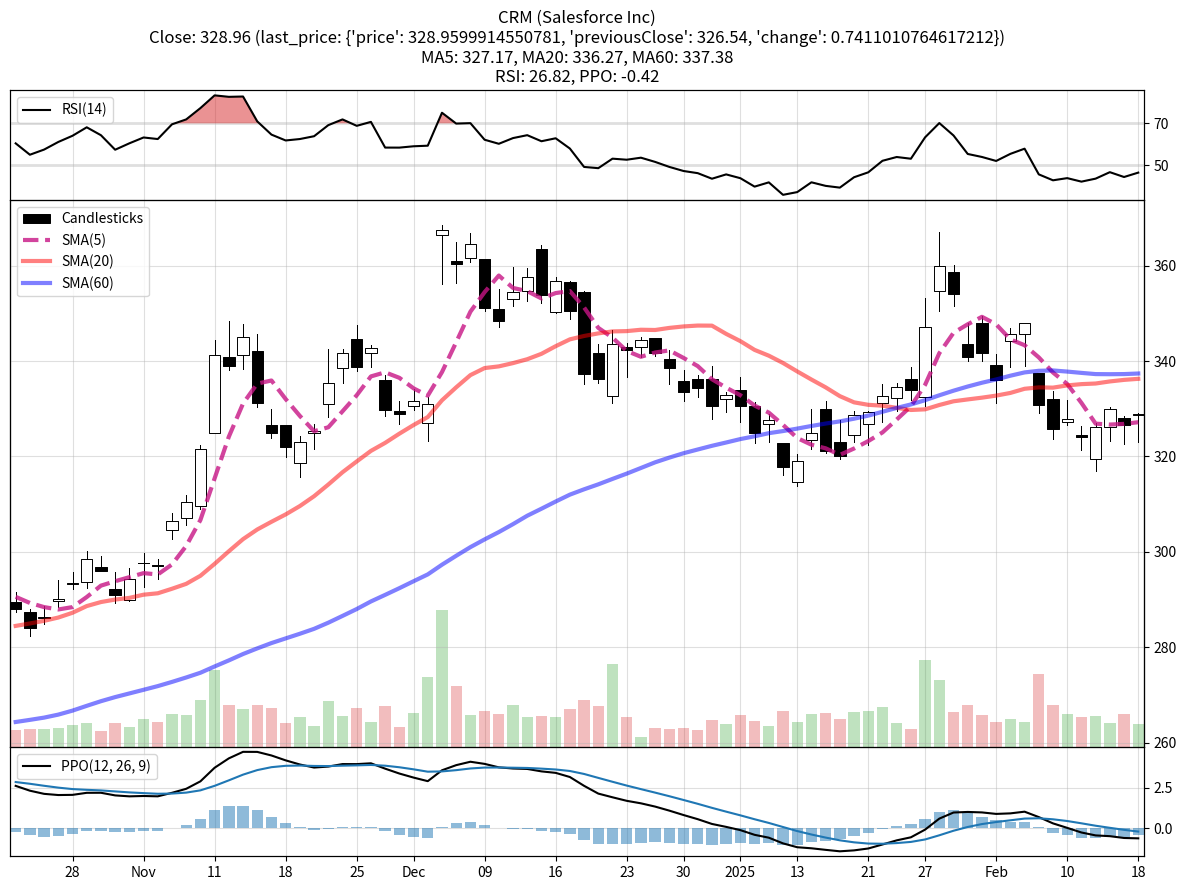 CRM (Salesforce Inc)
Close: 328.96 (last_price: {'price': 328.9599914550781, 'previousClose': 326.54, 'change': 0.7411010764617212})
MA5: 327.17, MA20: 336.27, MA60: 337.38
RSI: 26.82, PPO: -0.42
RSI(14)
70
50
Candlesticks
SMA(5)
SMA(20)
SMA(60)
360
340
320
300
280
260
PPO(12, 26, 9)
2.5
0.0
28 Nov 11 18 25 Dec 09 16 23 30 2025 13 21 27 Feb 10 18